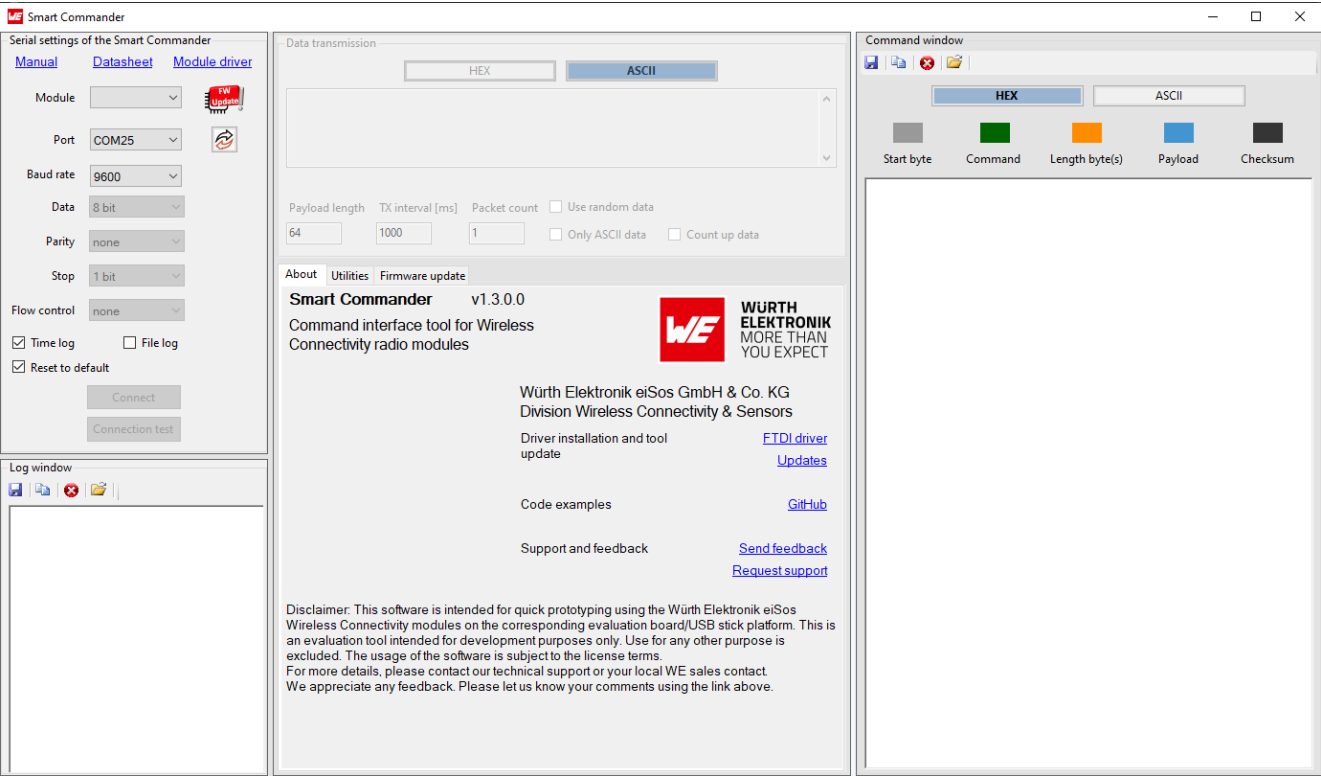 Smart Commander
Serial settings of the Smart Commander
Manual Datasheet Module driver
Module
FW
Update
Port COM25
Baud rate 9600
Data 8 bit
Parity none
Stop 1 bit
Flow control none
Time log File log
Reset to default
Connect
Connection test
Log window
Data transmission
HEX ASCII
Payload length TX interval [ms] Packet count Use random data
64 1000 1 Only ASCII data Count up data
About Utilities Firmware update
Smart Commander v1.3.0.0
Command interface tool for Wireless
Connectivity radio modules
WE
WÜRTH
ELEKTRONIK
MORE THAN
YOU EXPECT
Würth Elektronik eiSos GmbH & Co. KG
Division Wireless Connectivity & Sensors
Driver installation and tool
update
FTDI driver
Updates
Code examples GitHub
Support and feedback Send feedback
Request support
Disclaimer: This software is intended for quick prototyping using the Würth Elektronik eiSos
Wireless Connectivity modules on the corresponding evaluation board/USB stick platform. This is
an evaluation tool intended for development purposes only. Use for any other purpose is
excluded. The usage of the software is subject to the license terms.
For more details, please contact our technical support or your local WE sales contact.
We appreciate any feedback. Please let us know your comments using the link above.
Command window
HEX ASCII
Start byte Command Length byte(s) Payload Checksum